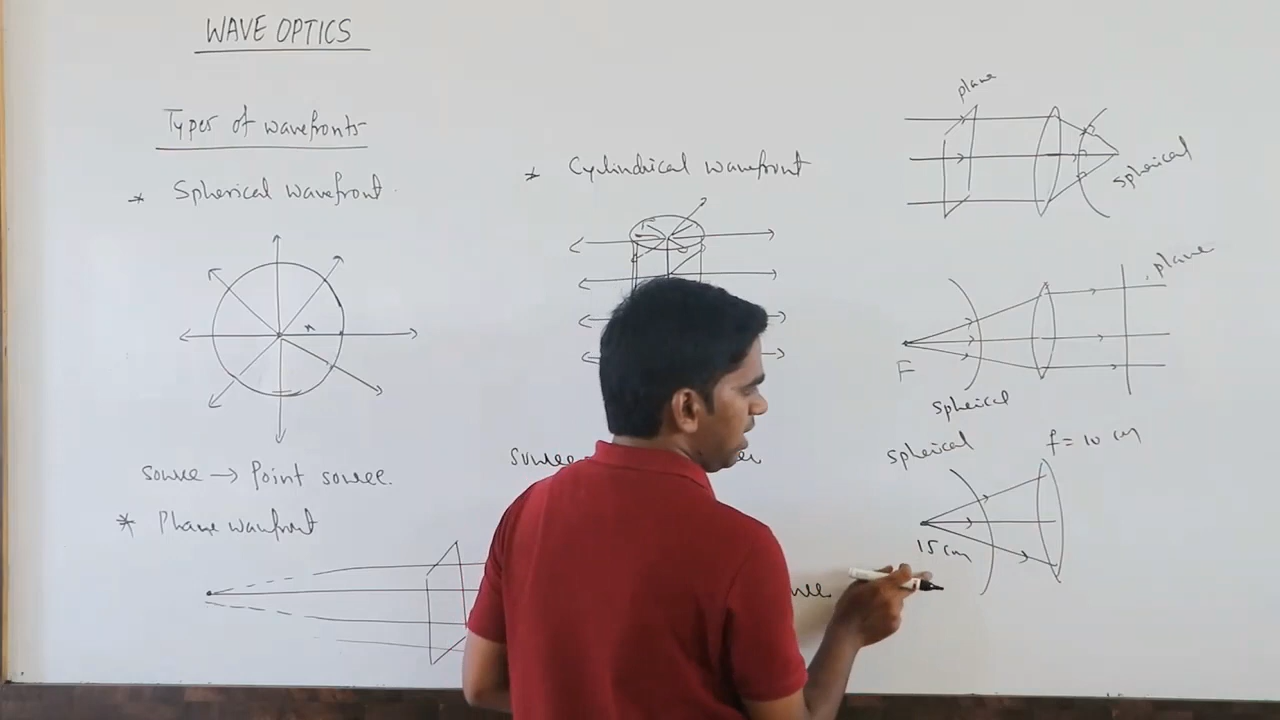 WAVE OPTICS
Types of wavefronts
* Spherical wavefront
source → Point source.
* Plane wavefront
* Cylindrical wavefront
plane
spherical
plane
F
spherical
spherical
f = 10 cm
15 cm